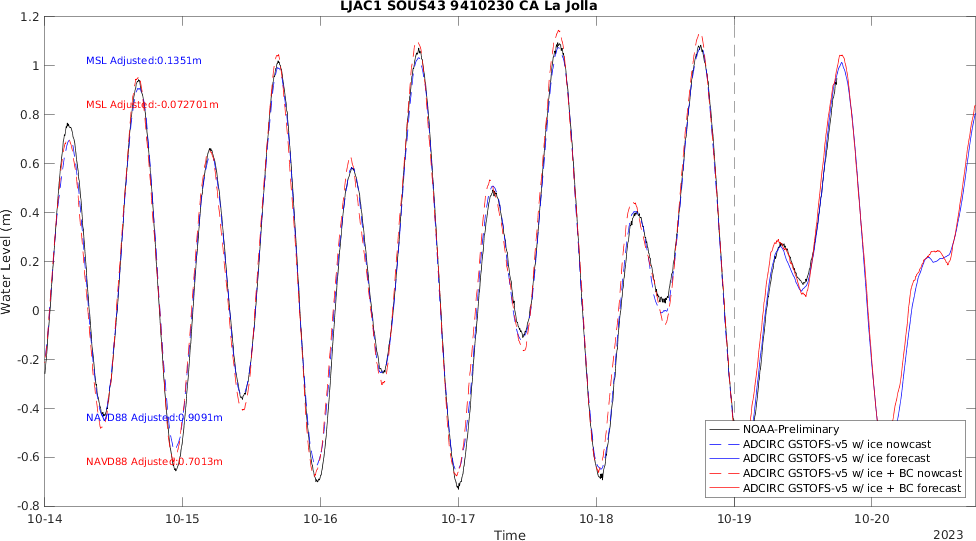 LJAC1 SOUS43 9410230 CA La Jolla
1.2
1
0.8
0.6
0.4
0.2
0
-0.2
-0.4
-0.6
-0.8
Water Level (m)
MSL Adjusted:0.1351m
MSL Adjusted:-0.072701m
NAVD88 Adjusted:0.9091m
NAVD88 Adjusted:0.7013m
NOAA-Preliminary
ADCIRC GSTOFS-v5 w/ ice nowcast
ADCIRC GSTOFS-v5 w/ ice forecast
ADCIRC GSTOFS-v5 w/ ice + BC nowcast
ADCIRC GSTOFS-v5 w/ ice + BC forecast
10-14 10-15 10-16 10-17 10-18 10-19 10-20
Time
2023